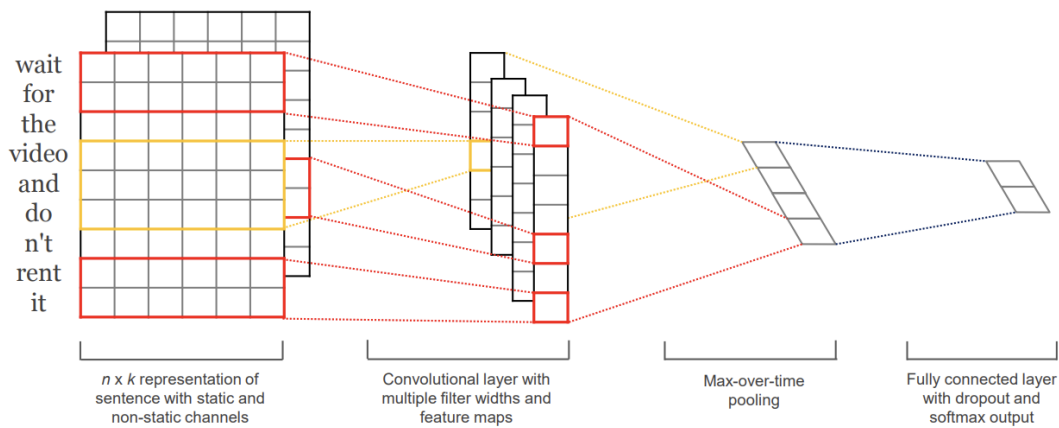 wait
for
the
video
and
do
n't
rent
it
n x k representation of
sentence with static and
non-static channels
Convolutional layer with
multiple filter widths and
feature maps
Max-over-time
pooling
Fully connected layer
with dropout and
softmax output